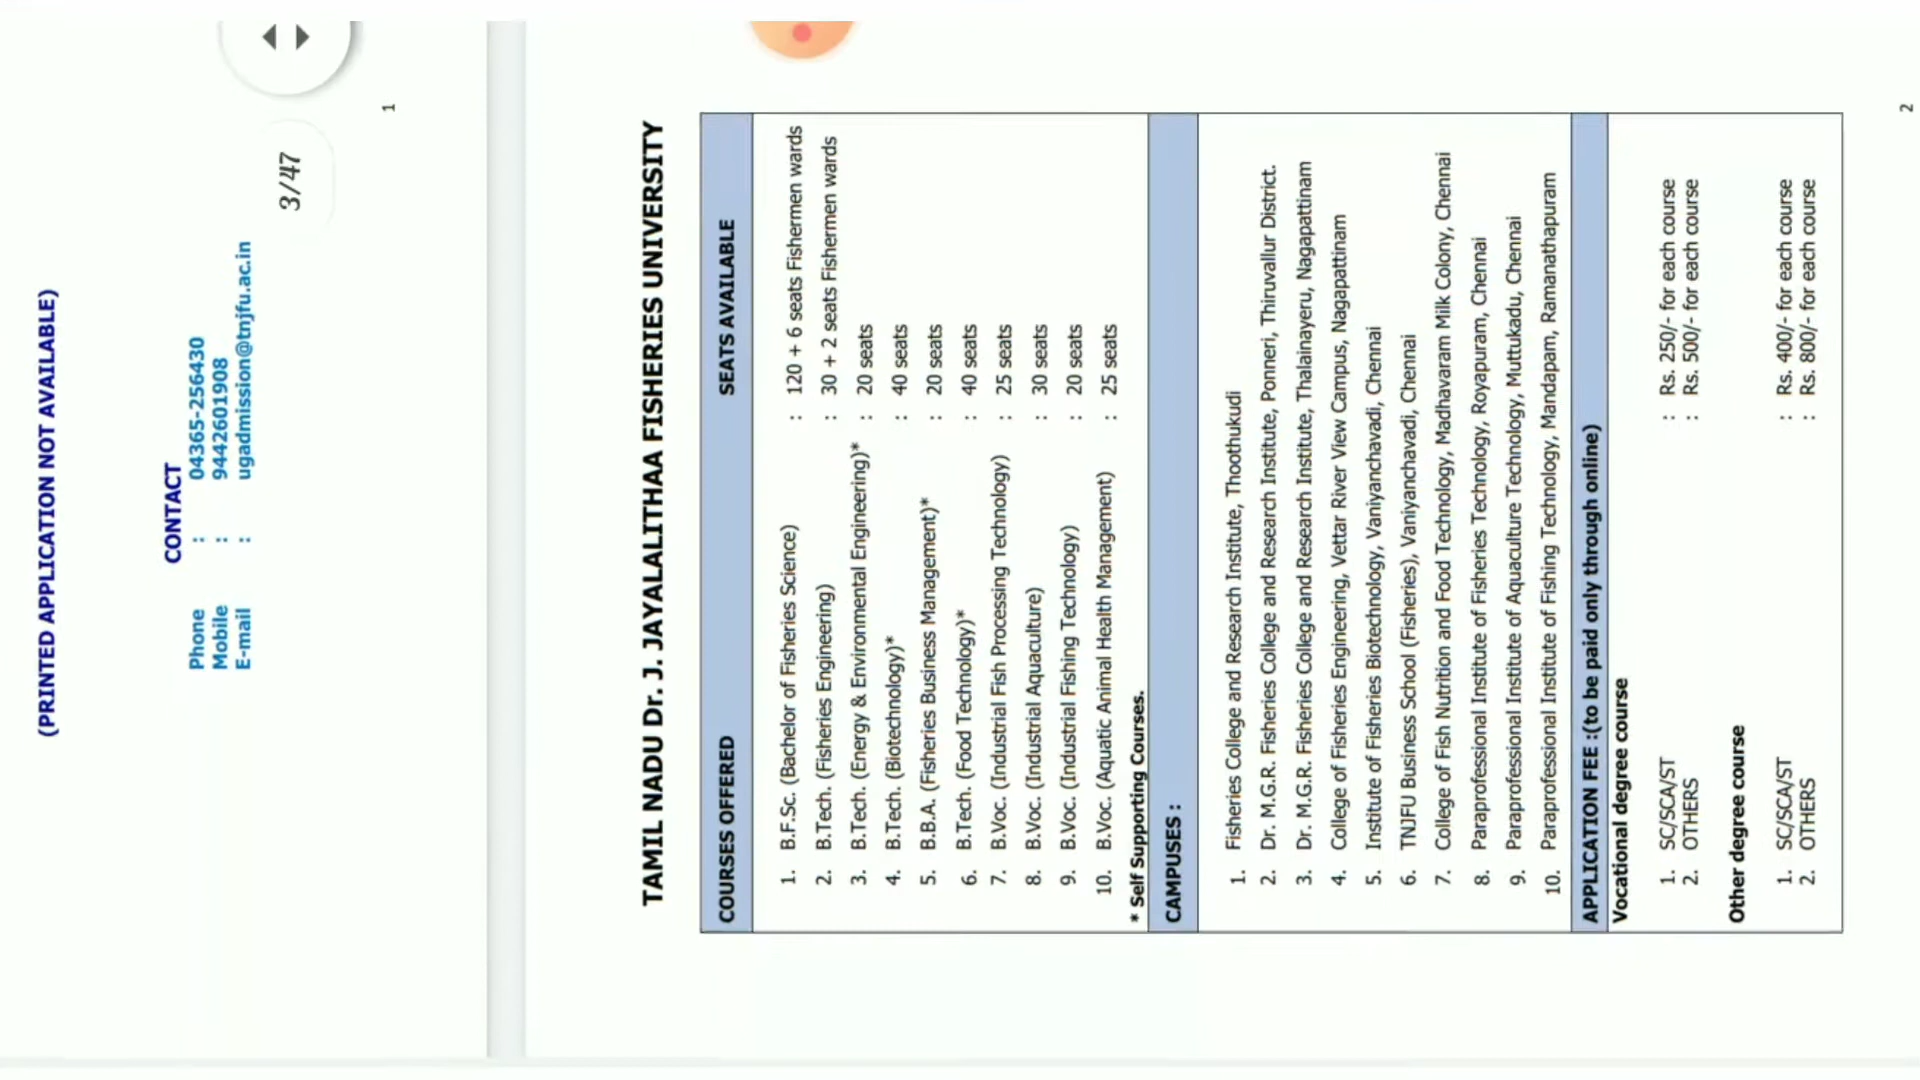 (PRINTED APPLICATION NOT AVAILABLE)
CONTACT
Phone : 04365-256430
Mobile : 9442601908
E-mail : ugadmission@tnjfu.ac.in
3/47
1
TAMIL NADU Dr. J. JAYALALITHAA FISHERIES UNIVERSITY
COURSES OFFERED SEATS AVAILABLE
1. B.F.Sc. (Bachelor of Fisheries Science) : 120 + 6 seats Fishermen wards
2. B.Tech. (Fisheries Engineering) : 30 + 2 seats Fishermen wards
3. B.Tech. (Energy & Environmental Engineering)* : 20 seats
4. B.Tech. (Biotechnology)* : 40 seats
5. B.B.A. (Fisheries Business Management)* : 20 seats
6. B.Tech. (Food Technology)* : 40 seats
7. B.Voc. (Industrial Fish Processing Technology) : 25 seats
8. B.Voc. (Industrial Aquaculture) : 30 seats
9. B.Voc. (Industrial Fishing Technology) : 20 seats
10. B.Voc. (Aquatic Animal Health Management) : 25 seats
* Self Supporting Courses.
CAMPUSES :
1. Fisheries College and Research Institute, Thoothukudi
2. Dr. M.G.R. Fisheries College and Research Institute, Ponneri, Thiruvallur District.
3. Dr. M.G.R. Fisheries College and Research Institute, Thalainayeru, Nagapattinam
4. College of Fisheries Engineering, Vettar River View Campus, Nagapattinam
5. Institute of Fisheries Biotechnology, Vaniyanchavadi, Chennai
6. TNJFU Business School (Fisheries), Vaniyanchavadi, Chennai
7. College of Fish Nutrition and Food Technology, Madhavaram Milk Colony, Chennai
8. Paraprofessional Institute of Fisheries Technology, Royapuram, Chennai
9. Paraprofessional Institute of Aquaculture Technology, Muttukadu, Chennai
10. Paraprofessional Institute of Fishing Technology, Mandapam, Ramanathapuram
APPLICATION FEE :(to be paid only through online)
Vocational degree course
1. SC/SCA/ST : Rs. 250/- for each course
2. OTHERS : Rs. 500/- for each course
Other degree course
1. SC/SCA/ST : Rs. 400/- for each course
2. OTHERS : Rs. 800/- for each course
2